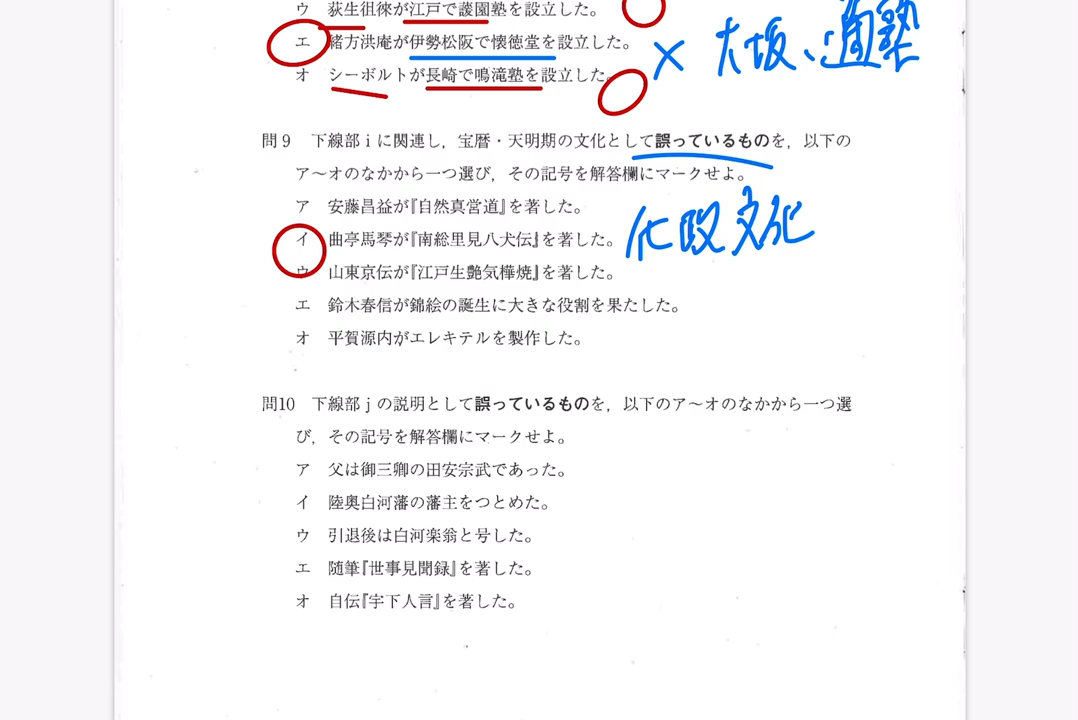 ウ 荻生徂徠が江戸で蘐園塾を設立した。
エ 緒方洪庵が伊勢松阪で懐徳堂を設立した。
× 大坂、適塾
オ シーボルトが長崎で鳴滝塾を設立した。
問9 下線部ⅰに関連し，宝暦・天明期の文化として誤っているものを，以下の
ア～オのなかから一つ選び，その記号を解答欄にマークせよ。
ア 安藤昌益が『自然真営道』を著した。
イ 曲亭馬琴が『南総里見八犬伝』を著した。
化政文化
ウ 山東京伝が『江戸生艶気樺焼』を著した。
エ 鈴木春信が錦絵の誕生に大きな役割を果たした。
オ 平賀源内がエレキテルを製作した。
問10 下線部ｊの説明として誤っているものを，以下のア～オのなかから一つ選
び，その記号を解答欄にマークせよ。
ア 父は御三卿の田安宗武であった。
イ 陸奥白河藩の藩主をつとめた。
ウ 引退後は白河楽翁と号した。
エ 随筆『世事見聞録』を著した。
オ 自伝『宇下人言』を著した。